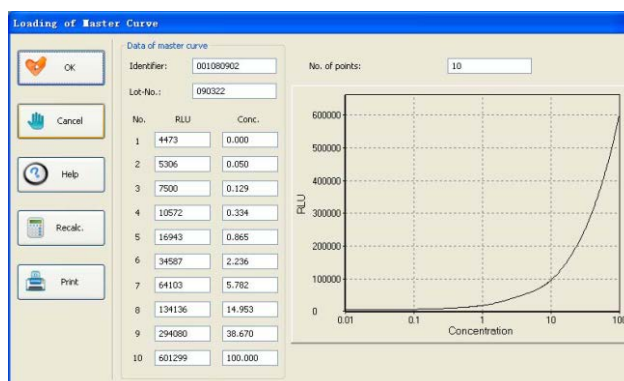 Loading of Master Curve
OK
Cancel
Help
Recalc.
Print
Data of master curve
Identifier: 001080902
Lot-No.: 090322
No. RLU Conc.
1 4473 0.000
2 5306 0.050
3 7500 0.129
4 10572 0.334
5 16943 0.865
6 34587 2.236
7 64103 5.782
8 134136 14.953
9 294080 38.670
10 601299 100.000
No. of points: 10
600000
500000
400000
300000
200000
100000
0
RLU
0.01 0.1 1 10 100
Concentration